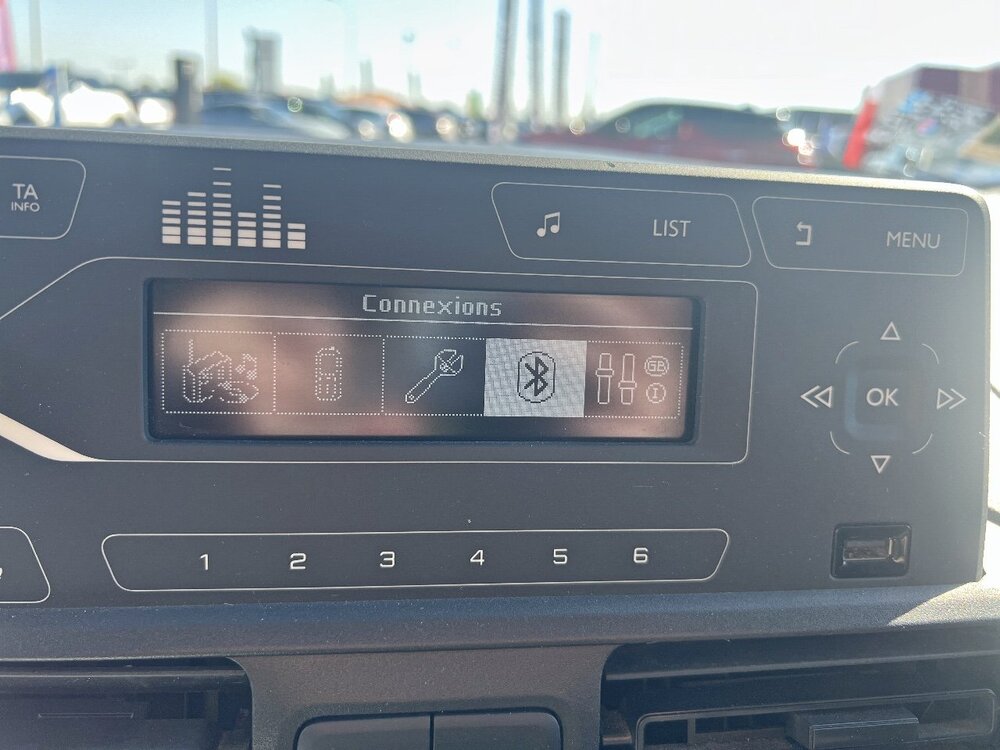 TA
INFO
LIST
MENU
Connexions
GB
I
OK
1 2 3 4 5 6